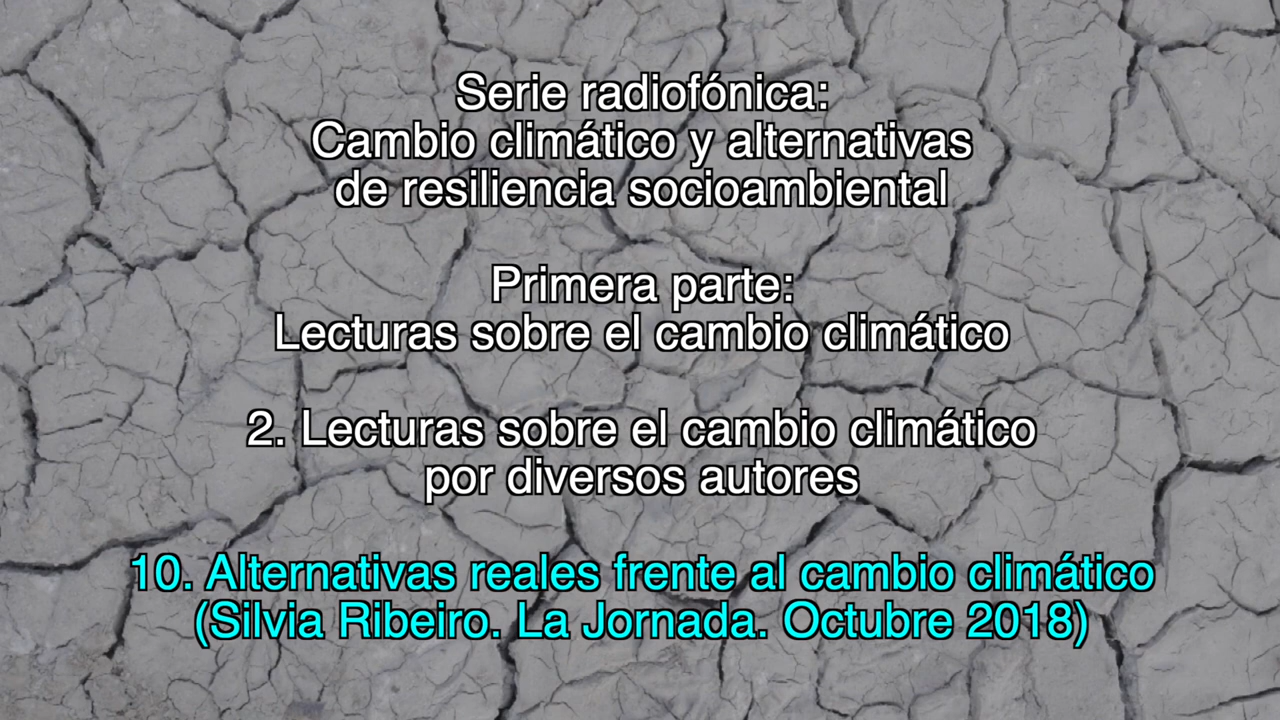 Serie radiofónica:
Cambio climático y alternativas
de resiliencia socioambiental
Primera parte:
Lecturas sobre el cambio climático
2. Lecturas sobre el cambio climático
por diversos autores
10. Alternativas reales frente al cambio climático
(Silvia Ribeiro. La Jornada. Octubre 2018)